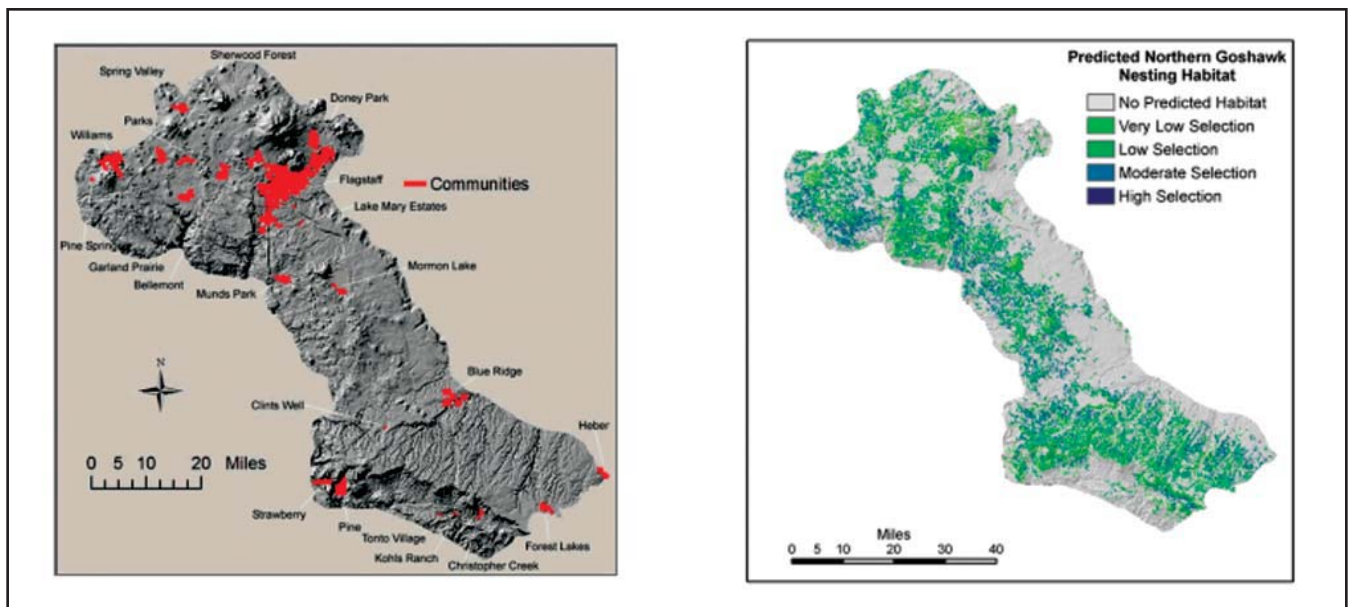 Sherwood Forest
Spring Valley
Doney Park
Parks
Williams
Flagstaff
Communities
Lake Mary Estates
Pine Springs
Garland Prairie
Mormon Lake
Bellemont
Munds Park
N
Blue Ridge
Clints Well
Heber
0 5 10 20 Miles
Strawberry
Pine
Tonto Village
Forest Lakes
Kohls Ranch
Christopher Creek
Predicted Northern Goshawk
Nesting Habitat
No Predicted Habitat
Very Low Selection
Low Selection
Moderate Selection
High Selection
Miles
0 5 10 20 30 40